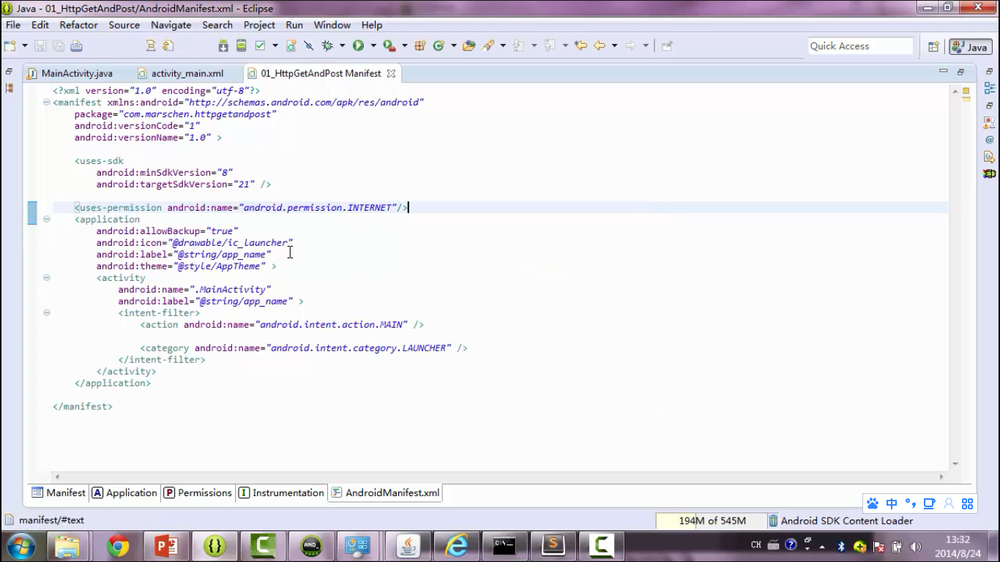 Java - 01_HttpGetAndPost/AndroidManifest.xml - Eclipse
File Edit Refactor Source Navigate Search Project Run Window Help
Quick Access
Java
MainActivity.java
activity_main.xml
01_HttpGetAndPost Manifest
<?xml version="1.0" encoding="utf-8"?>
<manifest xmlns:android="http://schemas.android.com/apk/res/android"
package="com.marschen.httpgetandpost"
android:versionCode="1"
android:versionName="1.0" >
<uses-sdk
android:minSdkVersion="8"
android:targetSdkVersion="21" />
<uses-permission android:name="android.permission.INTERNET"/>
<application
android:allowBackup="true"
android:icon="@drawable/ic_launcher"
android:label="@string/app_name"
android:theme="@style/AppTheme" >
<activity
android:name=".MainActivity"
android:label="@string/app_name" >
<intent-filter>
<action android:name="android.intent.action.MAIN" />
<category android:name="android.intent.category.LAUNCHER" />
</intent-filter>
</activity>
</application>
</manifest>
Manifest
A Application
P Permissions
I Instrumentation
AndroidManifest.xml
中
manifest/#text
194M of 545M
Android SDK Content Loader
CH
13:32
2014/8/24